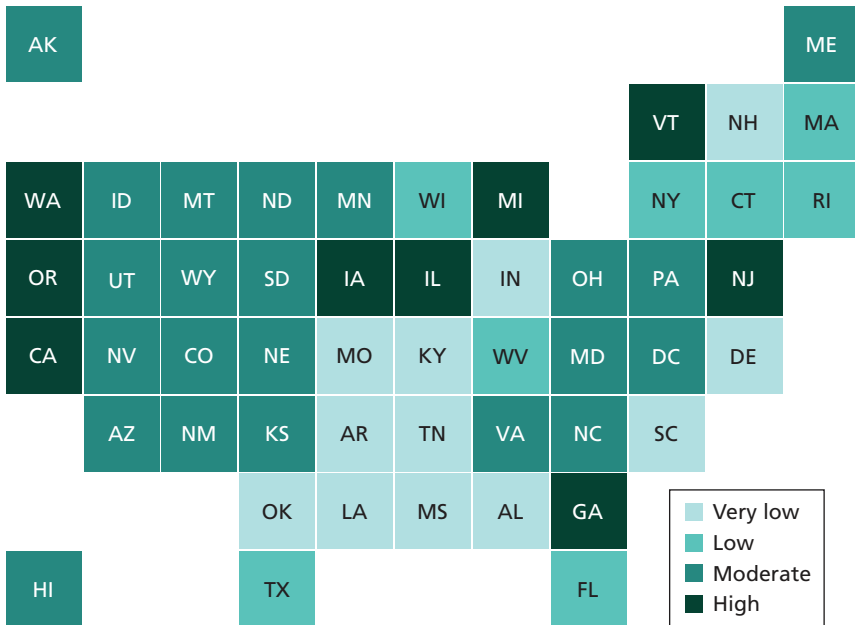 AK ME
VT NH MA
WA ID MT ND MN WI MI NY CT RI
OR UT WY SD IA IL IN OH PA NJ
CA NV CO NE MO KY WV MD DC DE
AZ NM KS AR TN VA NC SC
OK LA MS AL GA
HI TX FL
Very low
Low
Moderate
High